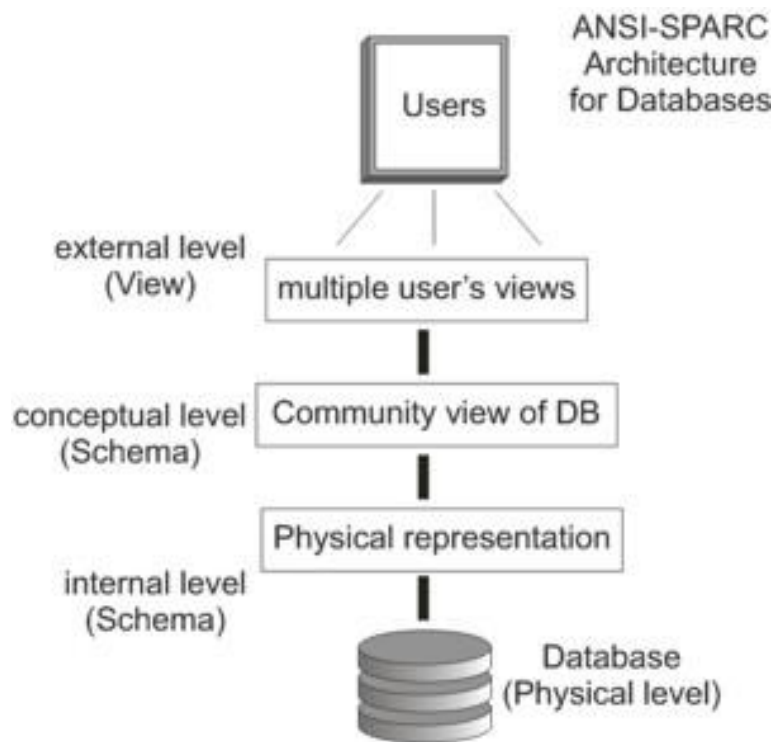 ANSI-SPARC
Architecture
for Databases
Users
external level
(View)
multiple user's views
conceptual level
(Schema)
Community view of DB
Physical representation
internal level
(Schema)
Database
(Physical level)